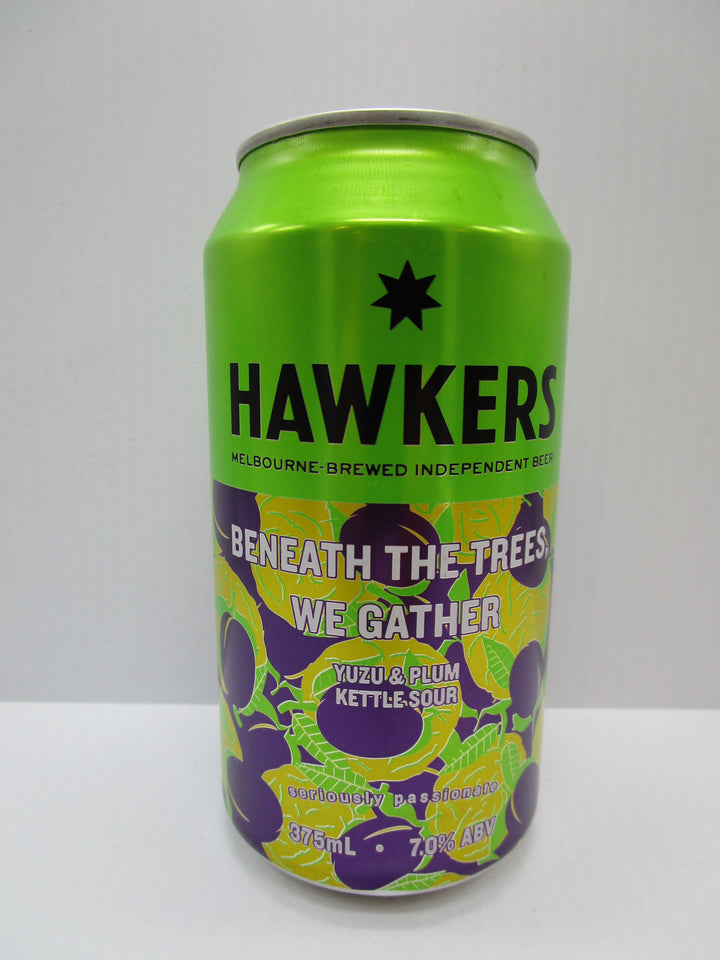 HAWKERS
MELBOURNE-BREWED INDEPENDENT BEER
BENEATH THE TREES,
WE GATHER
YUZU & PLUM
KETTLE SOUR
seriously passionate
375mL • 7.0% ABV